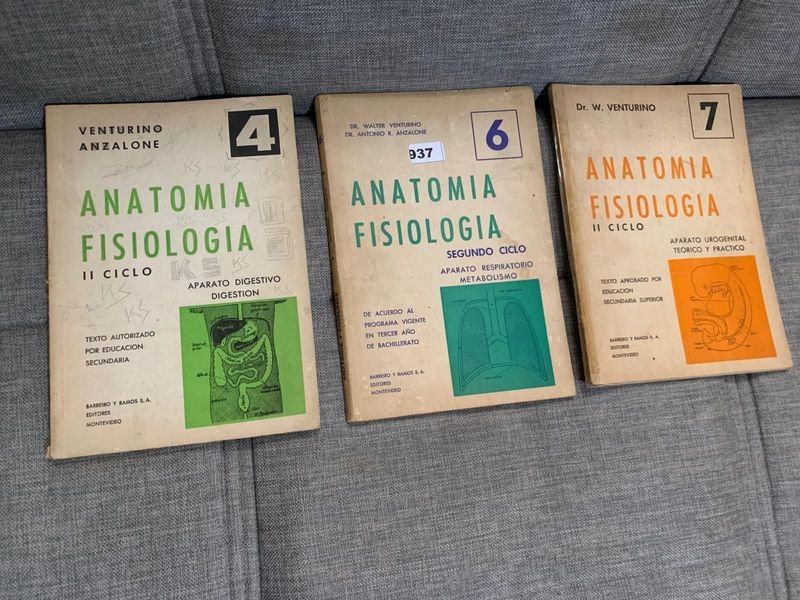 VENTURINO
ANZALONE
4
ANATOMIA
FISIOLOGIA
II CICLO
KS
APARATO DIGESTIVO
DIGESTION
TEXTO AUTORIZADO
POR EDUCACION
SECUNDARIA
BARREIRO Y RAMOS S. A.
EDITORES
MONTEVIDEO
DR. WALTER VENTURINO
DR. ANTONIO R. ANZALONE
937
6
ANATOMIA
FISIOLOGIA
SEGUNDO CICLO
APARATO RESPIRATORIO
METABOLISMO
DE ACUERDO AL
PROGRAMA VIGENTE
EN TERCER AÑO
DE BACHILLERATO
BARREIRO Y RAMOS S. A.
EDITORES
MONTEVIDEO
Dr. W. VENTURINO
7
ANATOMIA
FISIOLOGIA
II CICLO
APARATO UROGENITAL
TEORICO Y PRACTICO
TEXTO APROBADO POR
EDUCACION
SECUNDARIA SUPERIOR
BARREIRO Y RAMOS S. A.
EDITORES
MONTEVIDEO